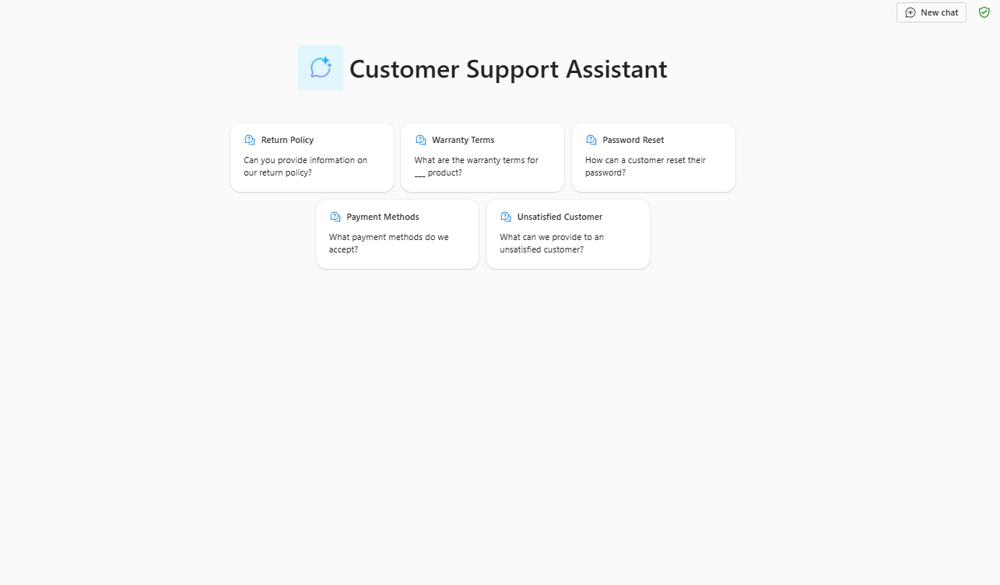 New chat
Customer Support Assistant
Return Policy
Can you provide information on
our return policy?
Warranty Terms
What are the warranty terms for
___ product?
Password Reset
How can a customer reset their
password?
Payment Methods
What payment methods do we
accept?
Unsatisfied Customer
What can we provide to an
unsatisfied customer?